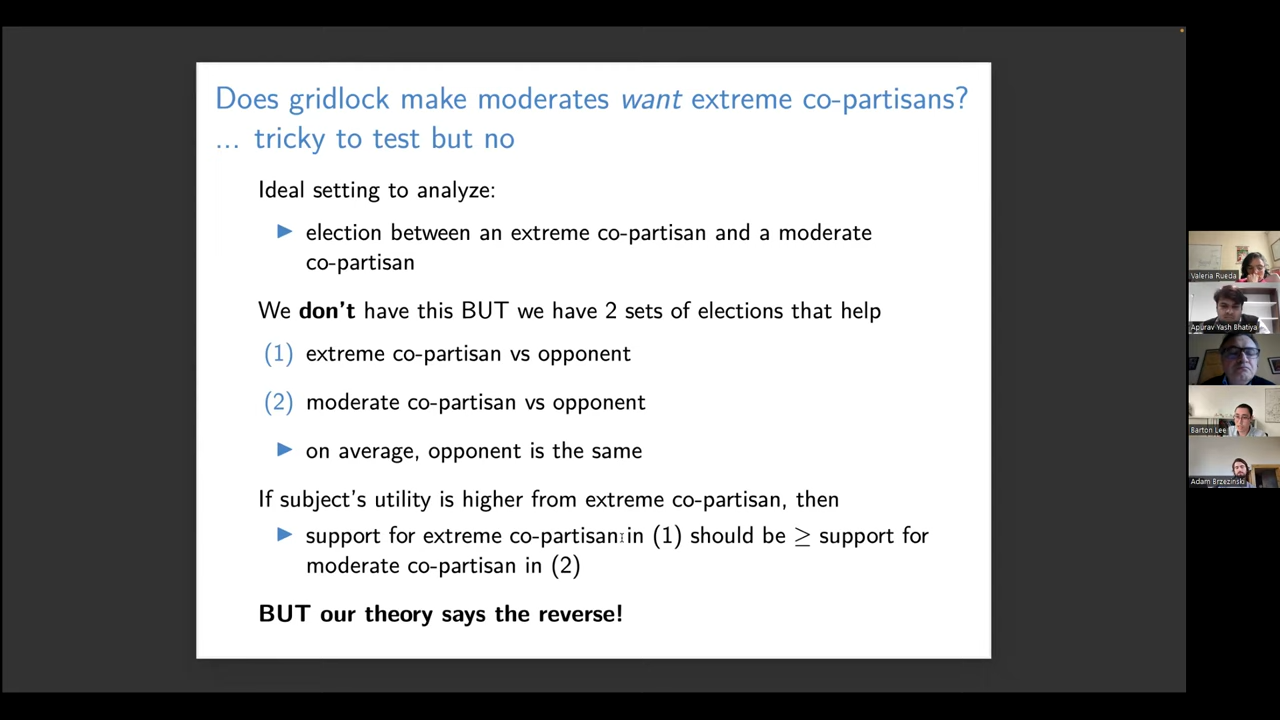 Does gridlock make moderates want extreme co-partisans?
... tricky to test but no
Ideal setting to analyze:
▶ election between an extreme co-partisan and a moderate
co-partisan
We don't have this BUT we have 2 sets of elections that help
(1) extreme co-partisan vs opponent
(2) moderate co-partisan vs opponent
▶ on average, opponent is the same
If subject's utility is higher from extreme co-partisan, then
▶ support for extreme co-partisan in (1) should be ≥ support for
moderate co-partisan in (2)
BUT our theory says the reverse!
Valeria Rueda
Apurav Yash Bhatiya
Barton Lee
Adam Brzezinski